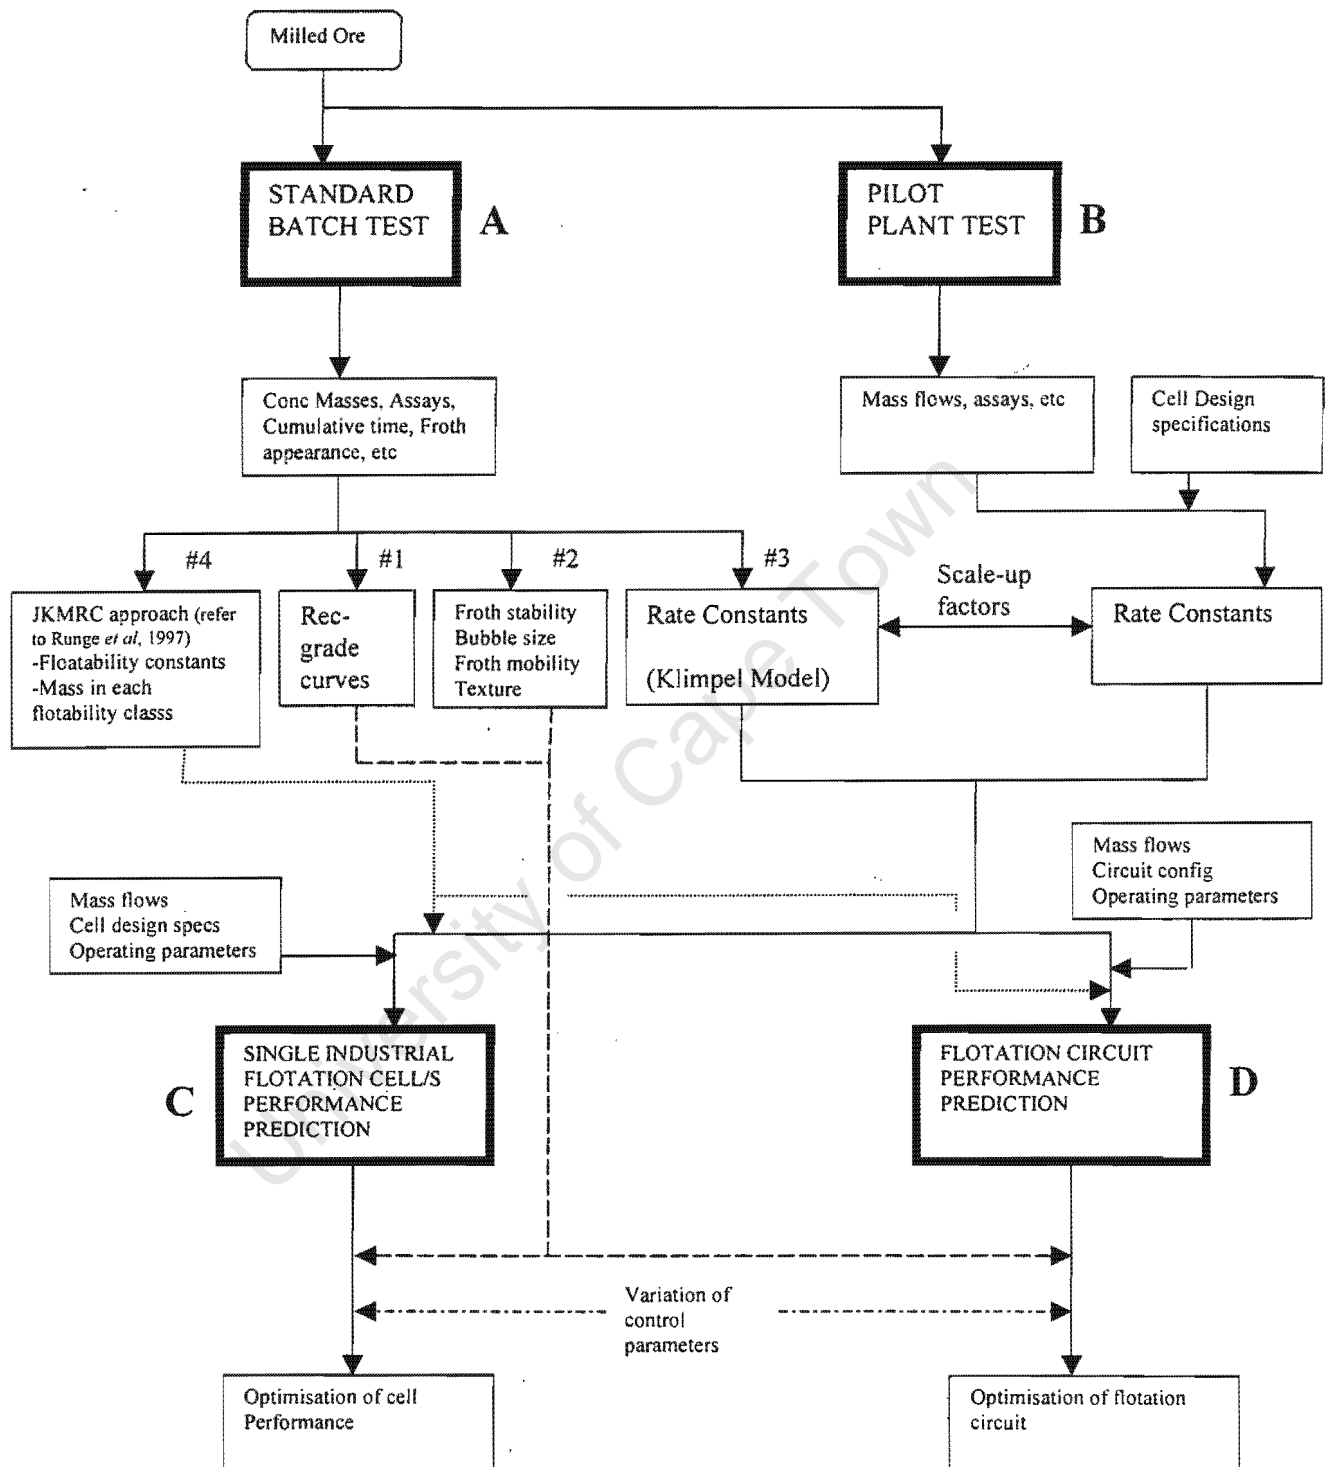 Milled Ore
STANDARD
BATCH TEST
A
PILOT
PLANT TEST
B
Conc Masses, Assays,
Cumulative time, Froth
appearance, etc
Mass flows, assays, etc
Cell Design
specifications
#4
#1
#2
#3
Scale-up
factors
JKMRC approach (refer
to Runge et al, 1997)
-Floatability constants
-Mass in each
flotability classs
Rec-
grade
curves
Froth stability
Bubble size
Froth mobility
Texture
Rate Constants
(Klimpel Model)
Rate Constants
Mass flows
Cell design specs
Operating parameters
Mass flows
Circuit config
Operating parameters
C
SINGLE INDUSTRIAL
FLOTATION CELL/S
PERFORMANCE
PREDICTION
FLOTATION CIRCUIT
PERFORMANCE
PREDICTION
D
Variation of
control
parameters
Optimisation of cell
Performance
Optimisation of flotation
circuit
University of Cape Town